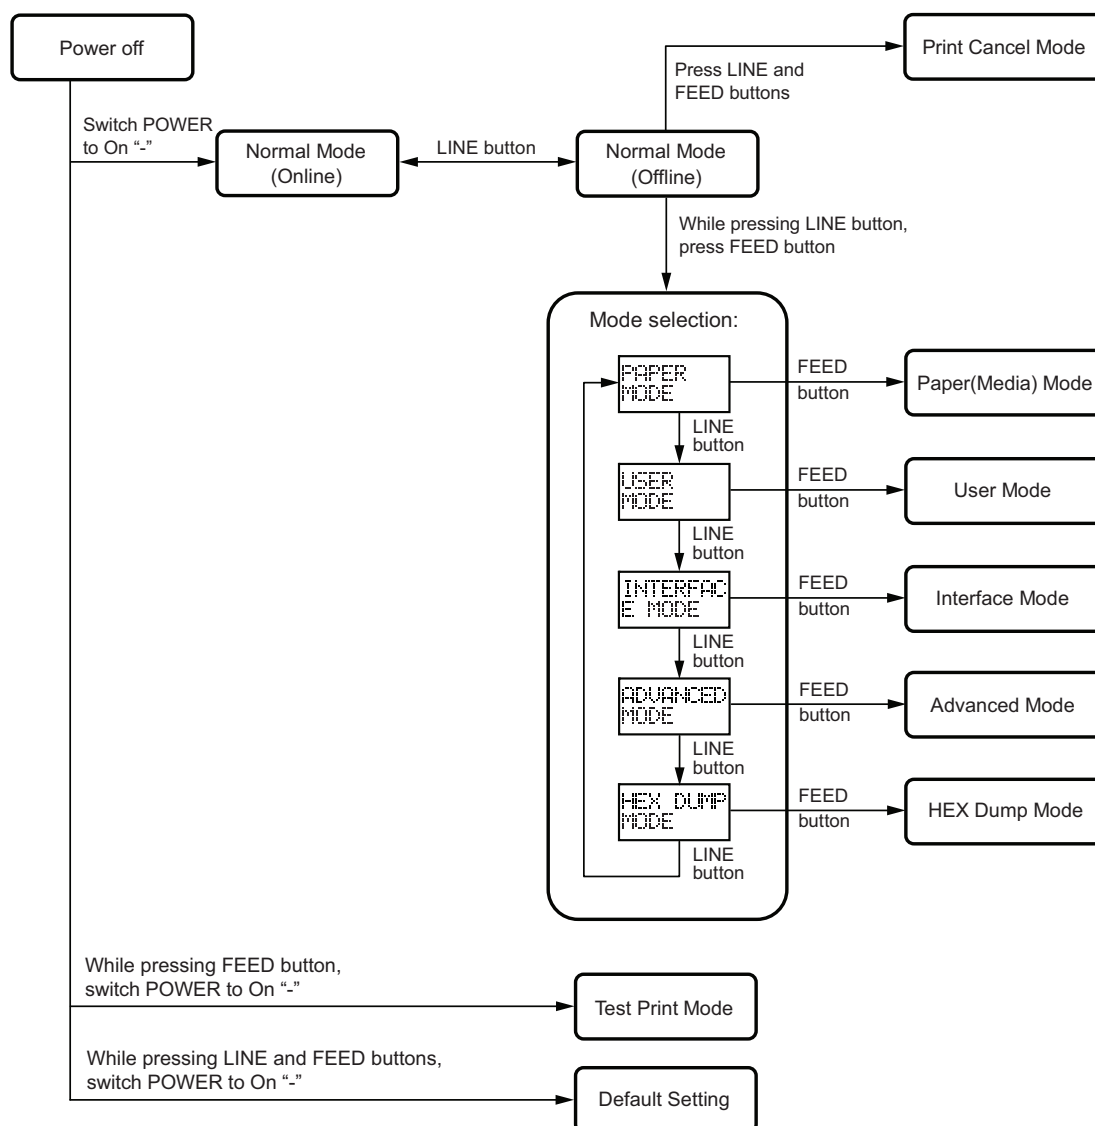 Power off
Print Cancel Mode
Press LINE and
FEED buttons
Switch POWER
to On “-”
Normal Mode
(Online)
LINE button
Normal Mode
(Offline)
While pressing LINE button,
press FEED button
Mode selection:
PAPER
MODE
FEED
button
Paper(Media) Mode
LINE
button
USER
MODE
FEED
button
User Mode
LINE
button
INTERFAC
E MODE
FEED
button
Interface Mode
LINE
button
ADVANCED
MODE
FEED
button
Advanced Mode
LINE
button
HEX DUMP
MODE
FEED
button
HEX Dump Mode
LINE
button
While pressing FEED button,
switch POWER to On “-”
Test Print Mode
While pressing LINE and FEED buttons,
switch POWER to On “-”
Default Setting